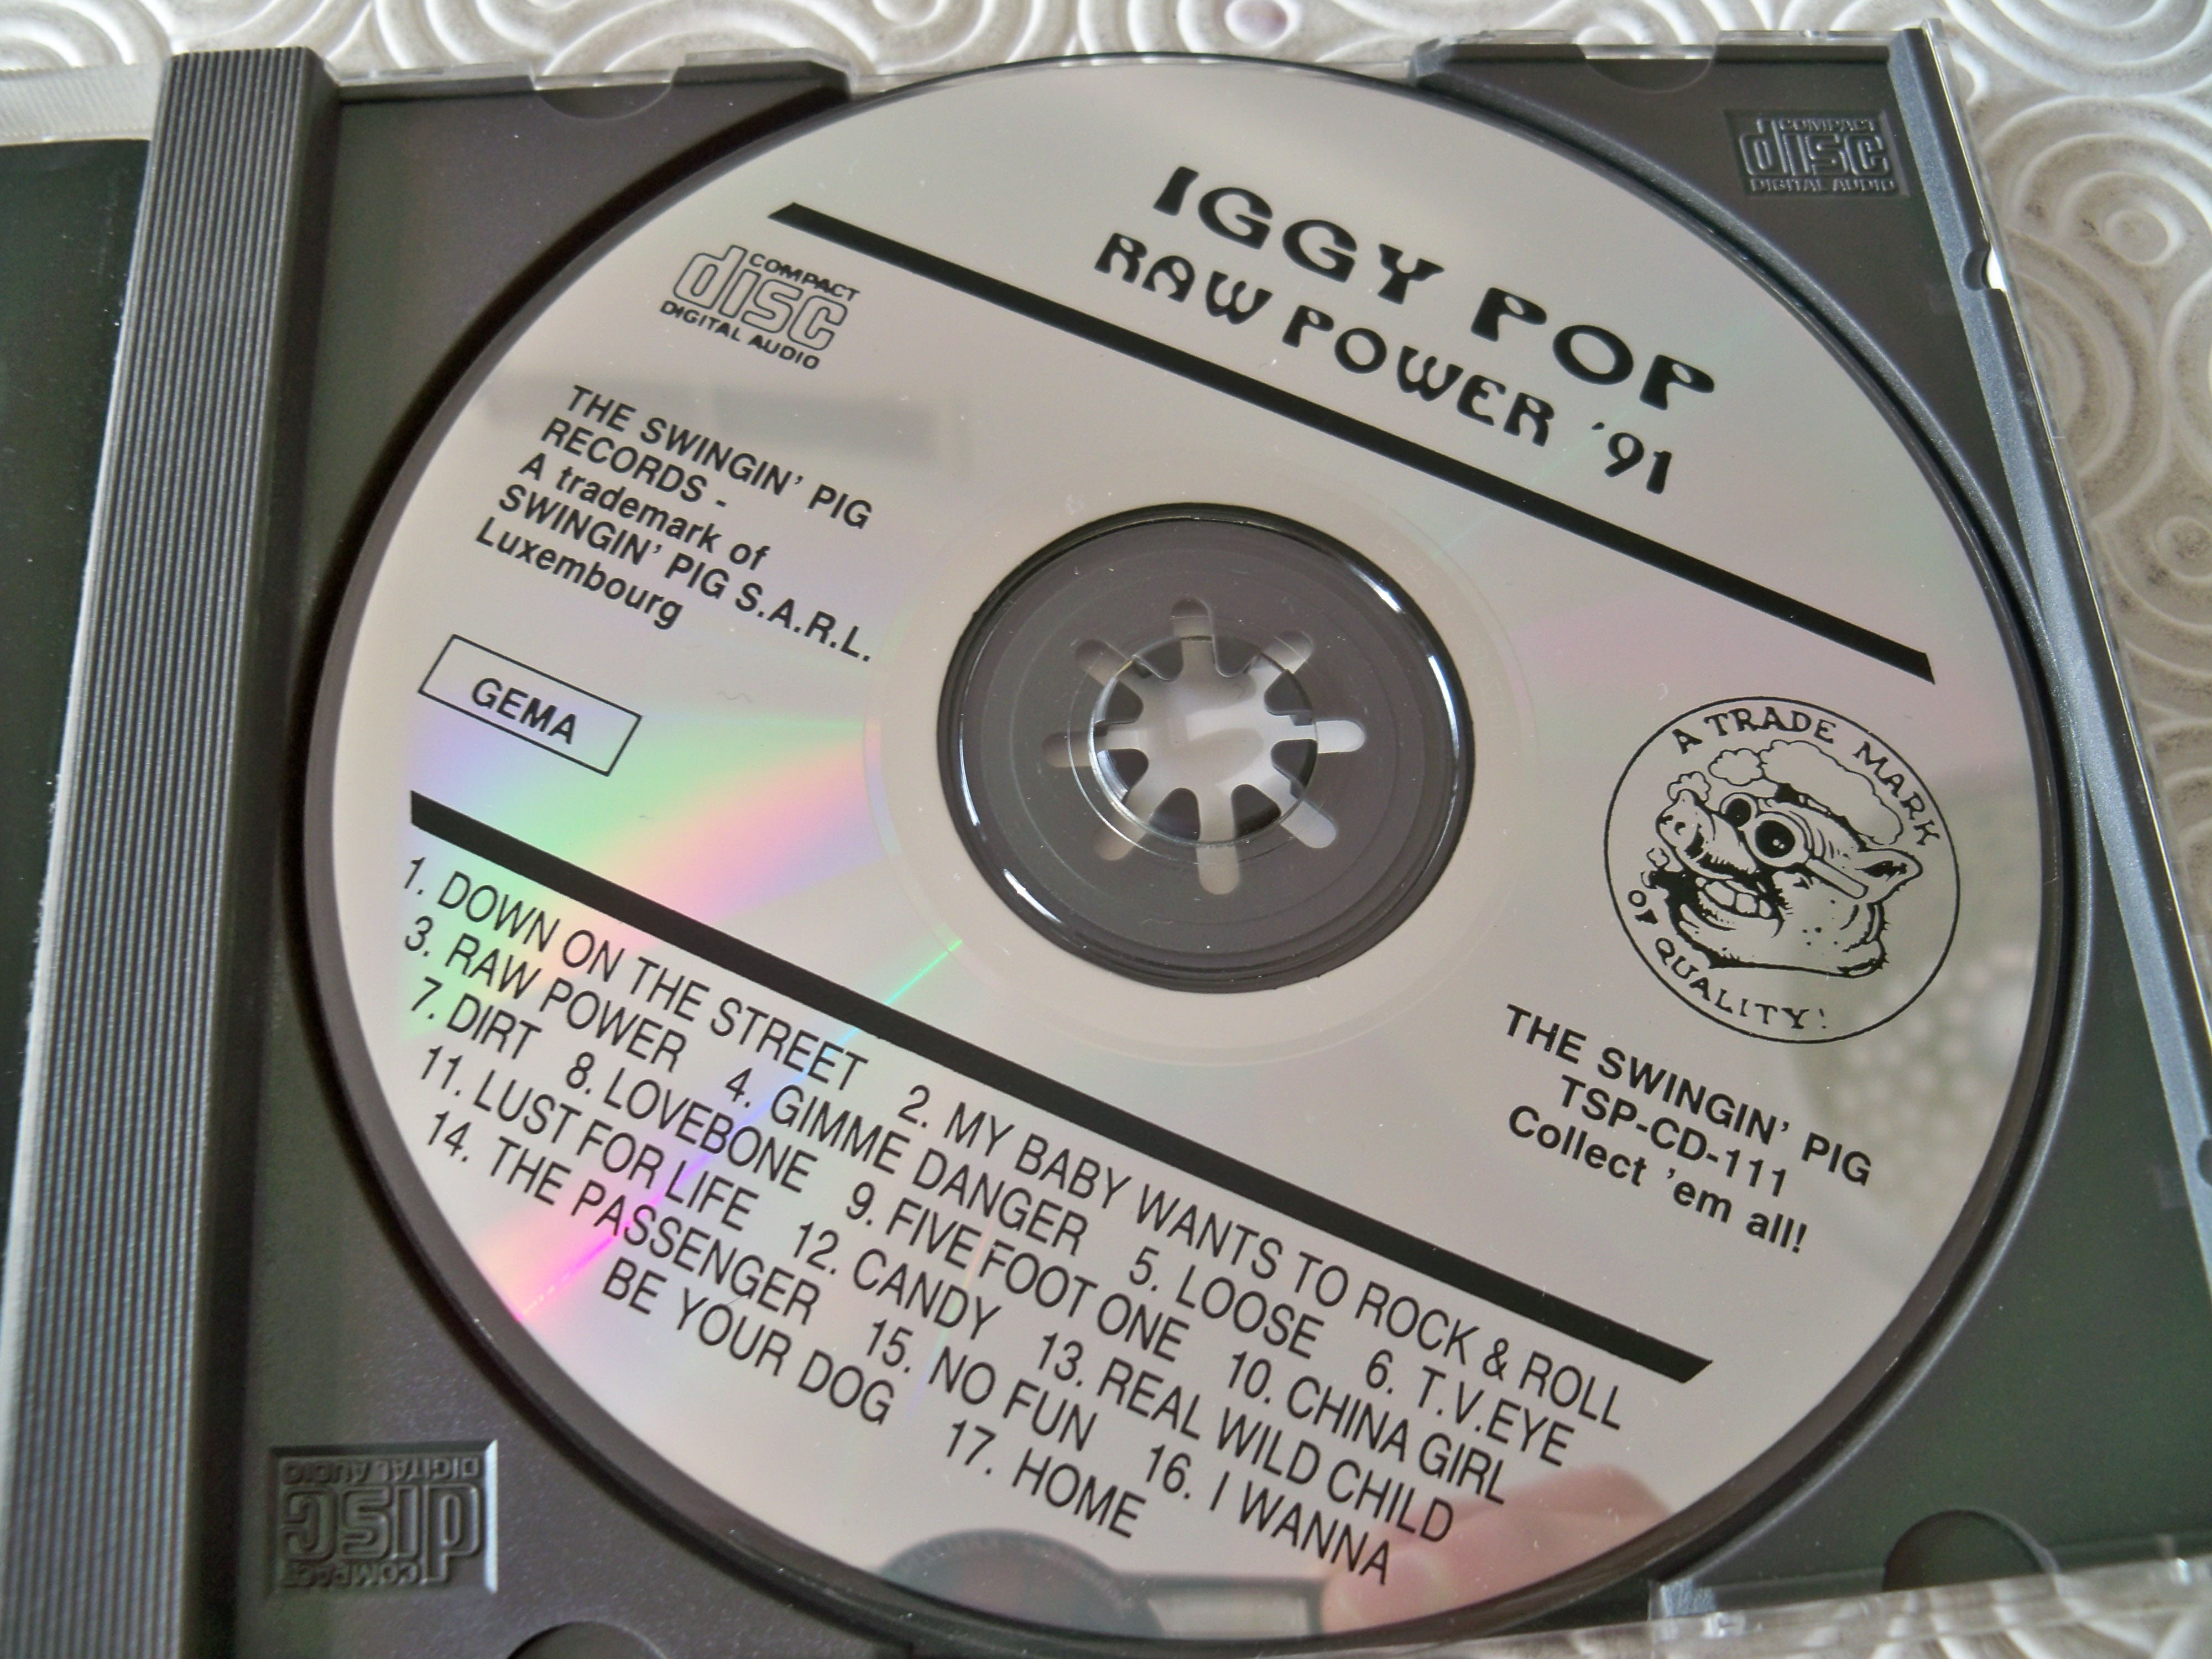 IGGY POP
RAW POWER '91
COMPACT
disc
DIGITAL AUDIO
COMPACT
disc
DIGITAL AUDIO
THE SWINGIN' PIG
RECORDS -
A trademark of
SWINGIN' PIG S.A.R.L.
Luxembourg
GEMA
A TRADE MARK
OF QUALITY!
THE SWINGIN' PIG
TSP-CD-111
Collect 'em all!
1. DOWN ON THE STREET 2. MY BABY WANTS TO ROCK & ROLL
3. RAW POWER 4. GIMME DANGER 5. LOOSE 6. T.V.EYE
7. DIRT 8. LOVEBONE 9. FIVE FOOT ONE 10. CHINA GIRL
11. LUST FOR LIFE 12. CANDY 13. REAL WILD CHILD
14. THE PASSENGER 15. NO FUN 16. I WANNA
BE YOUR DOG 17. HOME
COMPACT
disc
DIGITAL AUDIO